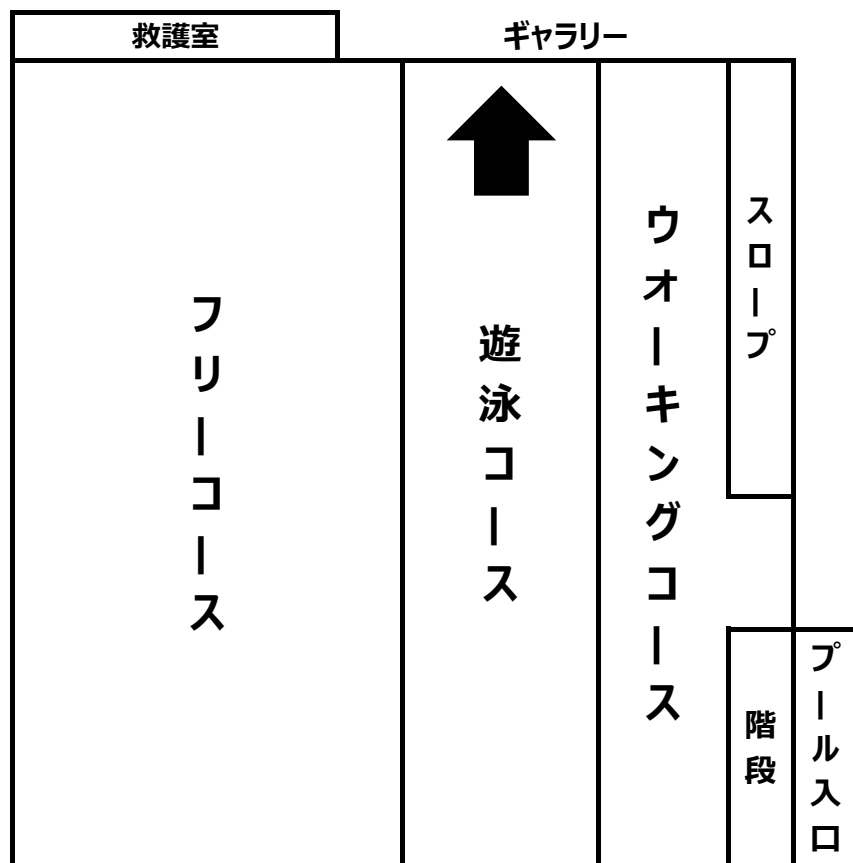 救護室
ギャラリー
フリーコース
遊泳コース
ウオーキングコース
スロープ
階段
プール入口